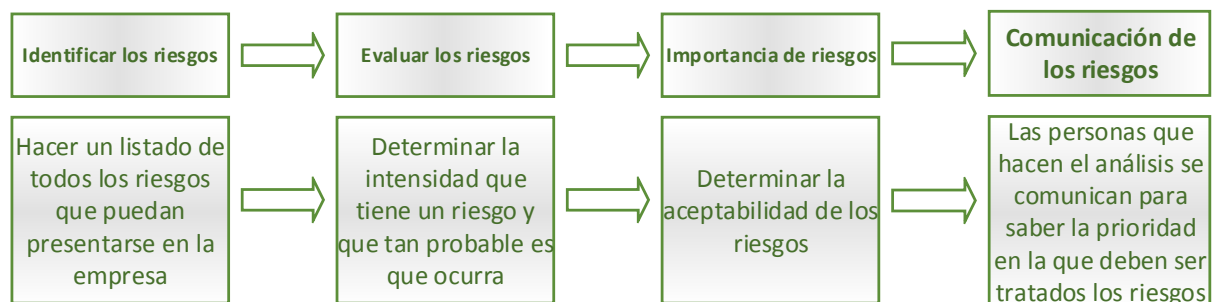 Identificar los riesgos
Evaluar los riesgos
Importancia de riesgos
Comunicación de
los riesgos
Hacer un listado de
todos los riesgos
que puedan
presentarse en la
empresa
Determinar la
intensidad que
tiene un riesgo y
que tan probable es
que ocurra
Determinar la
aceptabilidad de los
riesgos
Las personas que
hacen el análisis se
comunican para
saber la prioridad
en la que deben ser
tratados los riesgos